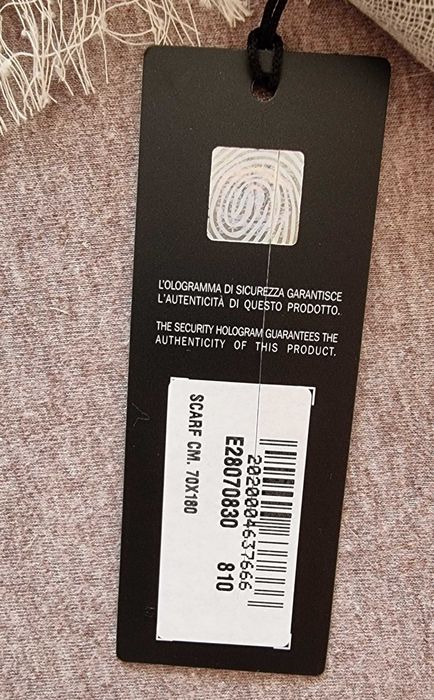 L'OLOGRAMMA DI SICUREZZA GARANTISCE
L'AUTENTICITÀ DI QUESTO PRODOTTO.
THE SECURITY HOLOGRAM GUARANTEES THE
AUTHENTICITY OF THIS PRODUCT.
2020004637666
E28070830 810
SCARF CM. 70X180